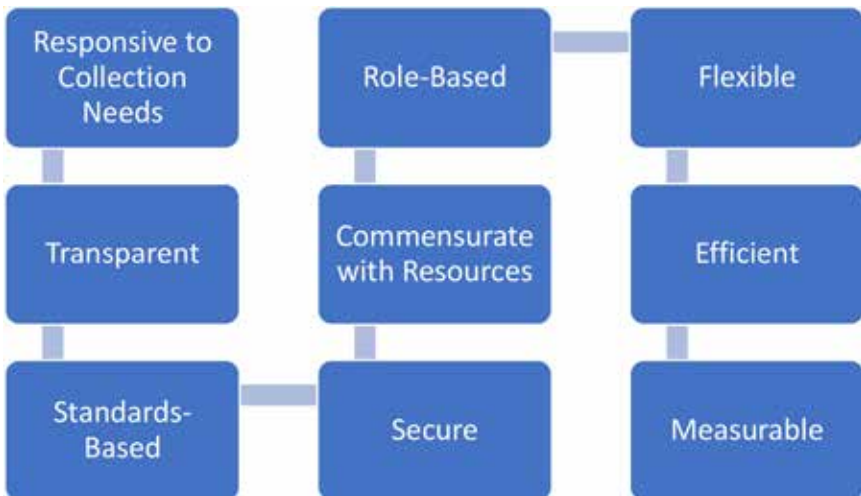 Responsive to
Collection
Needs
Transparent
Standards-
Based
Secure
Commensurate
with Resources
Role-Based
Flexible
Efficient
Measurable